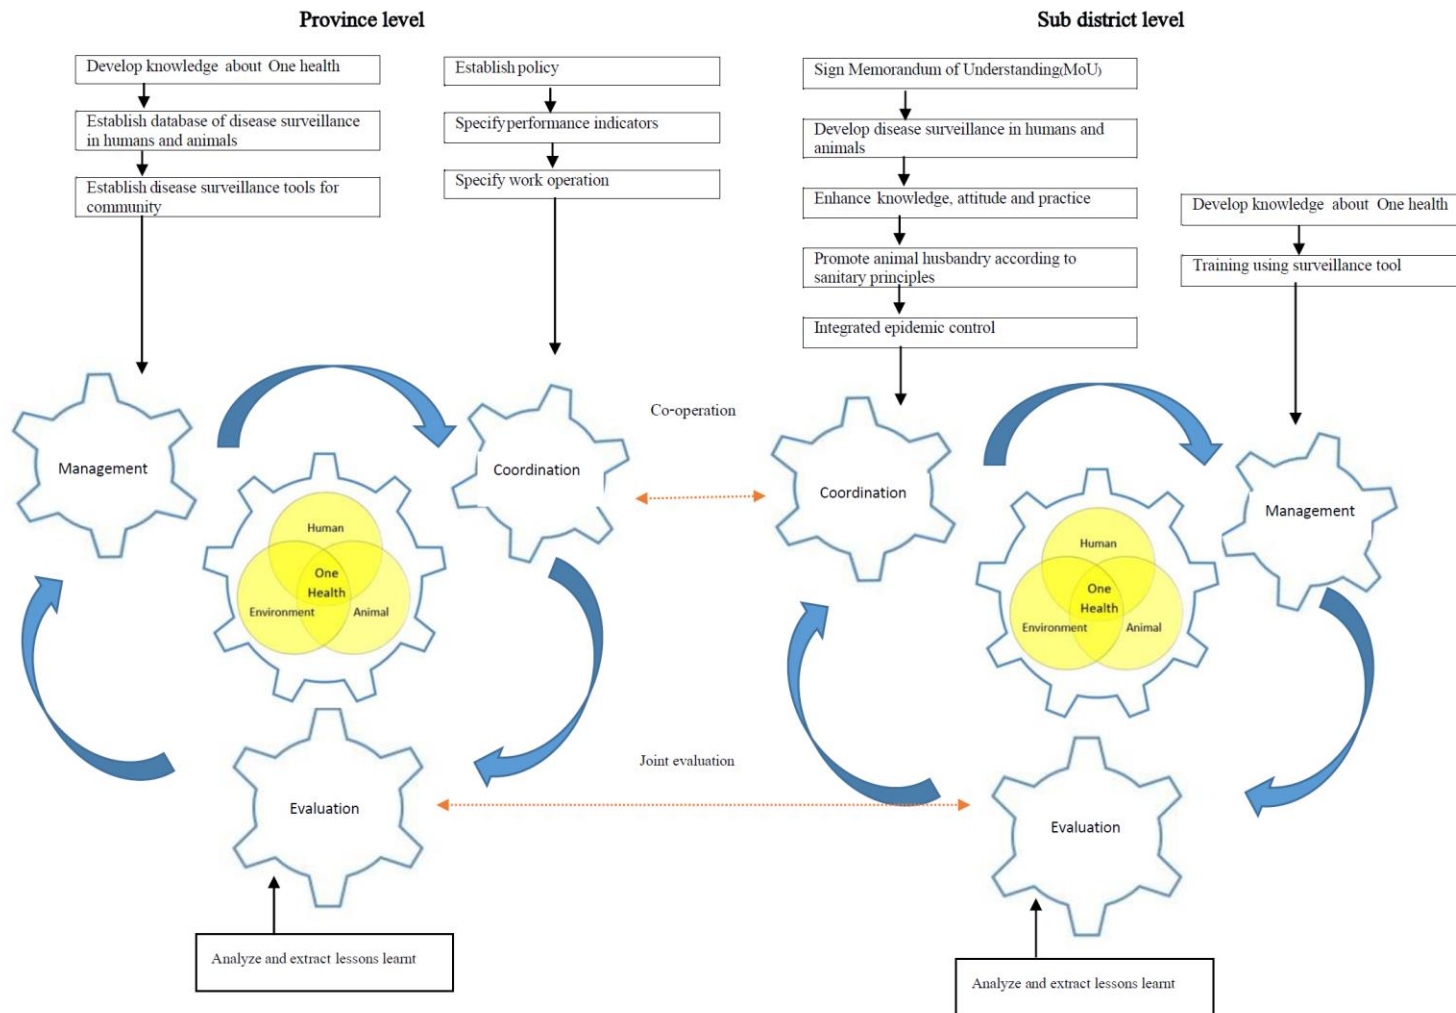 Province level
Develop knowledge about One health
Establish database of disease surveillance
in humans and animals
Establish disease surveillance tools for
community
Establish policy
Specify performance indicators
Specify work operation
Management
Coordination
Human
One
Health
Environment
Animal
Evaluation
Analyze and extract lessons learnt
Co-operation
Joint evaluation
Sub district level
Sign Memorandum of Understanding(MoU)
Develop disease surveillance in humans and
animals
Enhance knowledge, attitude and practice
Promote animal husbandry according to
sanitary principles
Integrated epidemic control
Develop knowledge about One health
Training using surveillance tool
Coordination
Management
Human
One
Health
Environment
Animal
Evaluation
Analyze and extract lessons learnt